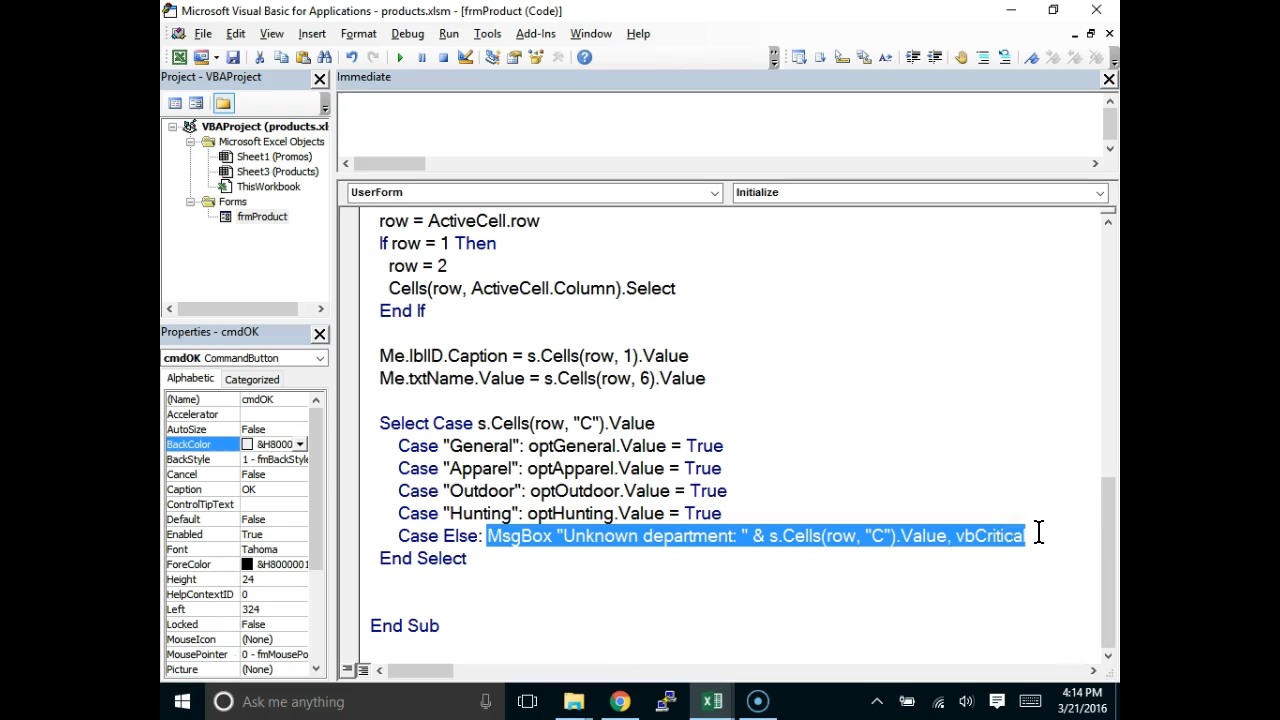 Microsoft Visual Basic for Applications - products.xlsm - [frmProduct (Code)]
File Edit View Insert Format Debug Run Tools Add-Ins Window Help
Project - VBAProject
Immediate
VBAProject (products.xl
Microsoft Excel Objects
Sheet1 (Promos)
Sheet3 (Products)
ThisWorkbook
Forms
frmProduct
UserForm
Initialize
row = ActiveCell.row
If row = 1 Then
row = 2
Cells(row, ActiveCell.Column).Select
End If
Me.lblID.Caption = s.Cells(row, 1).Value
Me.txtName.Value = s.Cells(row, 6).Value
Select Case s.Cells(row, "C").Value
Case "General": optGeneral.Value = True
Case "Apparel": optApparel.Value = True
Case "Outdoor": optOutdoor.Value = True
Case "Hunting": optHunting.Value = True
Case Else: MsgBox "Unknown department: " & s.Cells(row, "C").Value, vbCritical
End Select
End Sub
Properties - cmdOK
cmdOK CommandButton
Alphabetic Categorized
(Name) cmdOK
Accelerator
AutoSize False
BackColor &H8000
BackStyle 1 - fmBackStyle
Cancel False
Caption OK
ControlTipText
Default False
Enabled True
Font Tahoma
ForeColor &H8000001
Height 24
HelpContextID 0
Left 324
Locked False
MouseIcon (None)
MousePointer 0 - fmMousePo
Picture (None)
Ask me anything
4:14 PM
3/21/2016